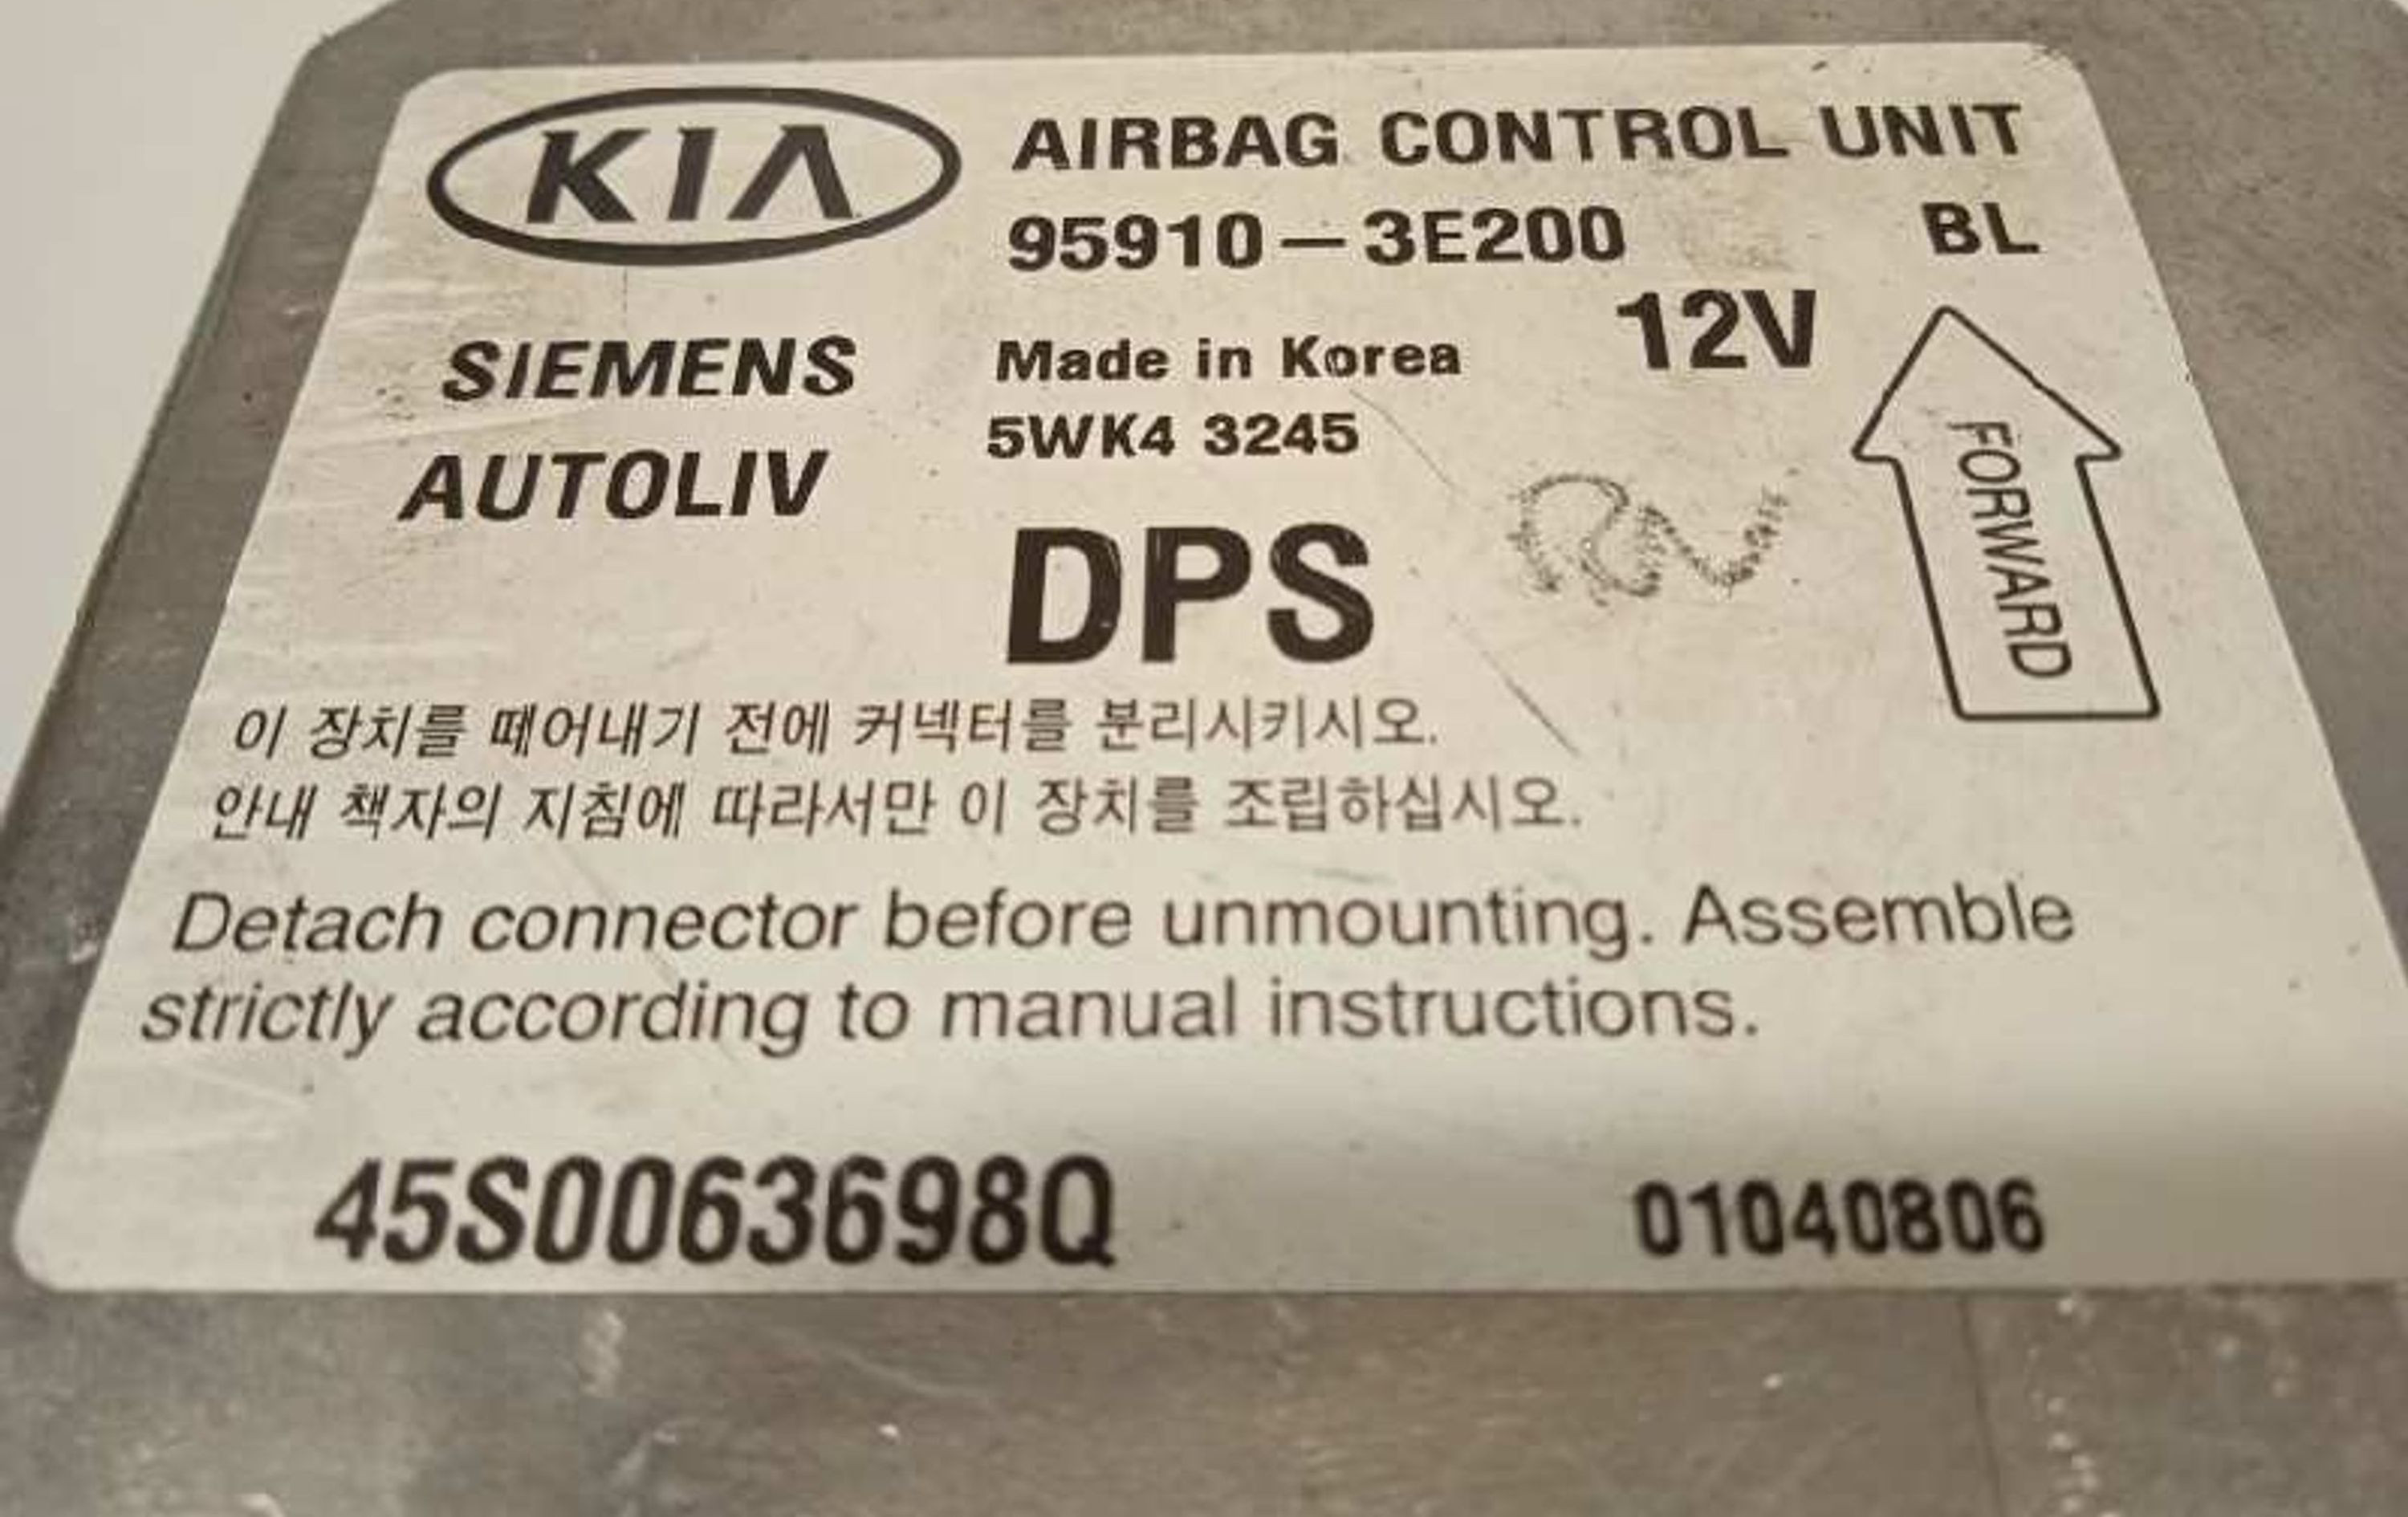 KIA
AIRBAG CONTROL UNIT
95910-3E200 BL
12V
SIEMENS
AUTOLIV
Made in Korea
5WK4 3245
DPS
FORWARD
이 장치를 떼어내기 전에 커넥터를 분리시키시오.
안내 책자의 지침에 따라서만 이 장치를 조립하십시오.
Detach connector before unmounting. Assemble
strictly according to manual instructions.
45S0063698Q
01040806